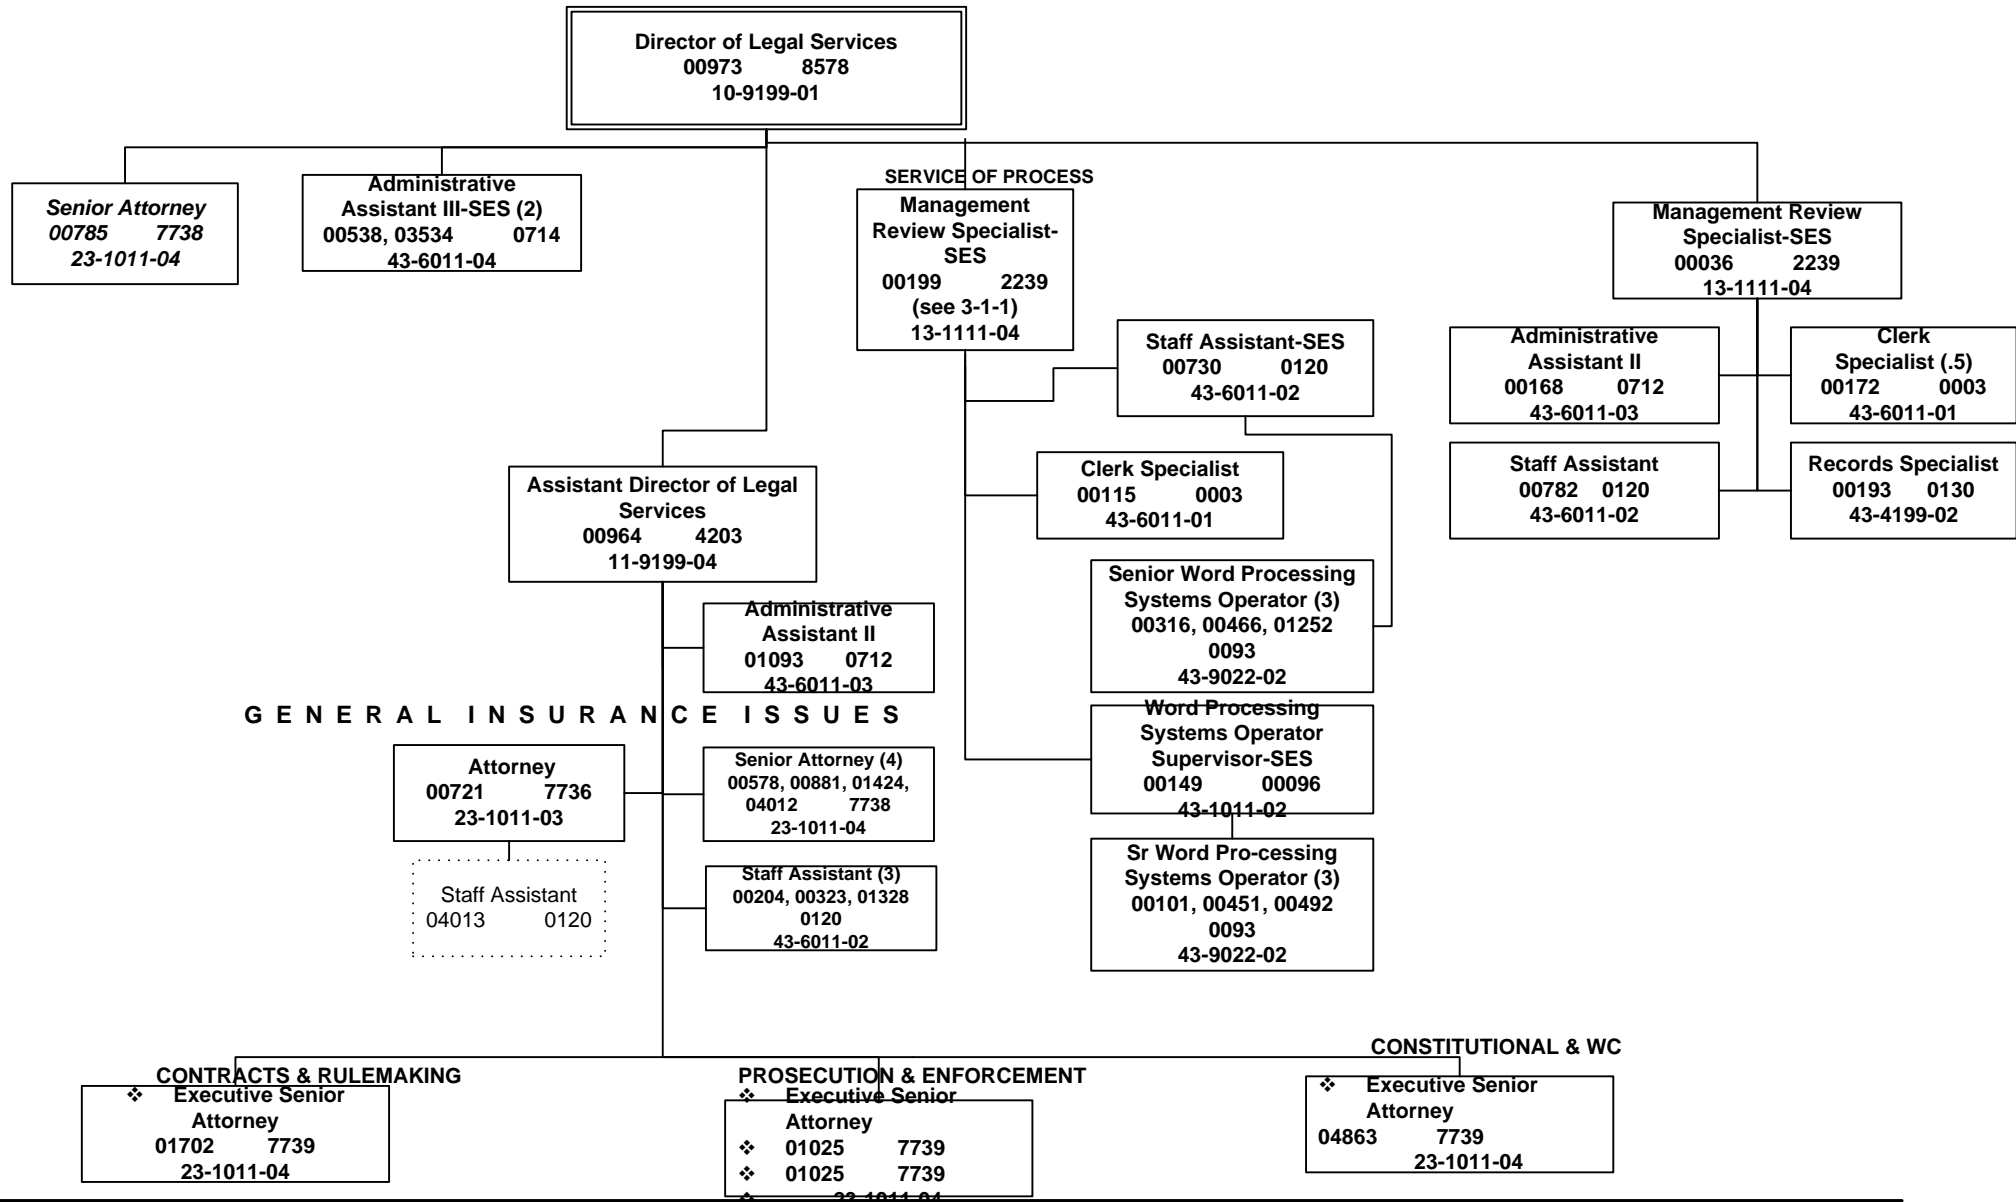 Director of Legal Services
00973 8578
10-9199-01
Senior Attorney
00785 7738
23-1011-04
Administrative
Assistant III-SES (2)
00538, 03534 0714
43-6011-04
SERVICE OF PROCESS
Management
Review Specialist-
SES
00199 2239
(see 3-1-1)
13-1111-04
Management Review
Specialist-SES
00036 2239
13-1111-04
Staff Assistant-SES
00730 0120
43-6011-02
Administrative
Assistant II
00168 0712
43-6011-03
Clerk
Specialist (.5)
00172 0003
43-6011-01
Staff Assistant
00782 0120
43-6011-02
Records Specialist
00193 0130
43-4199-02
Clerk Specialist
00115 0003
43-6011-01
Assistant Director of Legal
Services
00964 4203
11-9199-04
Senior Word Processing
Systems Operator (3)
00316, 00466, 01252
0093
43-9022-02
Administrative
Assistant II
01093 0712
43-6011-03
GENERAL INSURANCE ISSUES
Word Processing
Systems Operator
Supervisor-SES
00149 00096
43-1011-02
Attorney
00721 7736
23-1011-03
Senior Attorney (4)
00578, 00881, 01424,
04012 7738
23-1011-04
Sr Word Pro-cessing
Systems Operator (3)
00101, 00451, 00492
0093
43-9022-02
Staff Assistant
04013 0120
Staff Assistant (3)
00204, 00323, 01328
0120
43-6011-02
CONTRACTS & RULEMAKING
❖ Executive Senior
Attorney
01702 7739
23-1011-04
PROSECUTION & ENFORCEMENT
❖ Executive Senior
Attorney
❖ 01025 7739
❖ 01025 7739
❖ 23-1011-04
CONSTITUTIONAL & WC
❖ Executive Senior
Attorney
04863 7739
23-1011-04